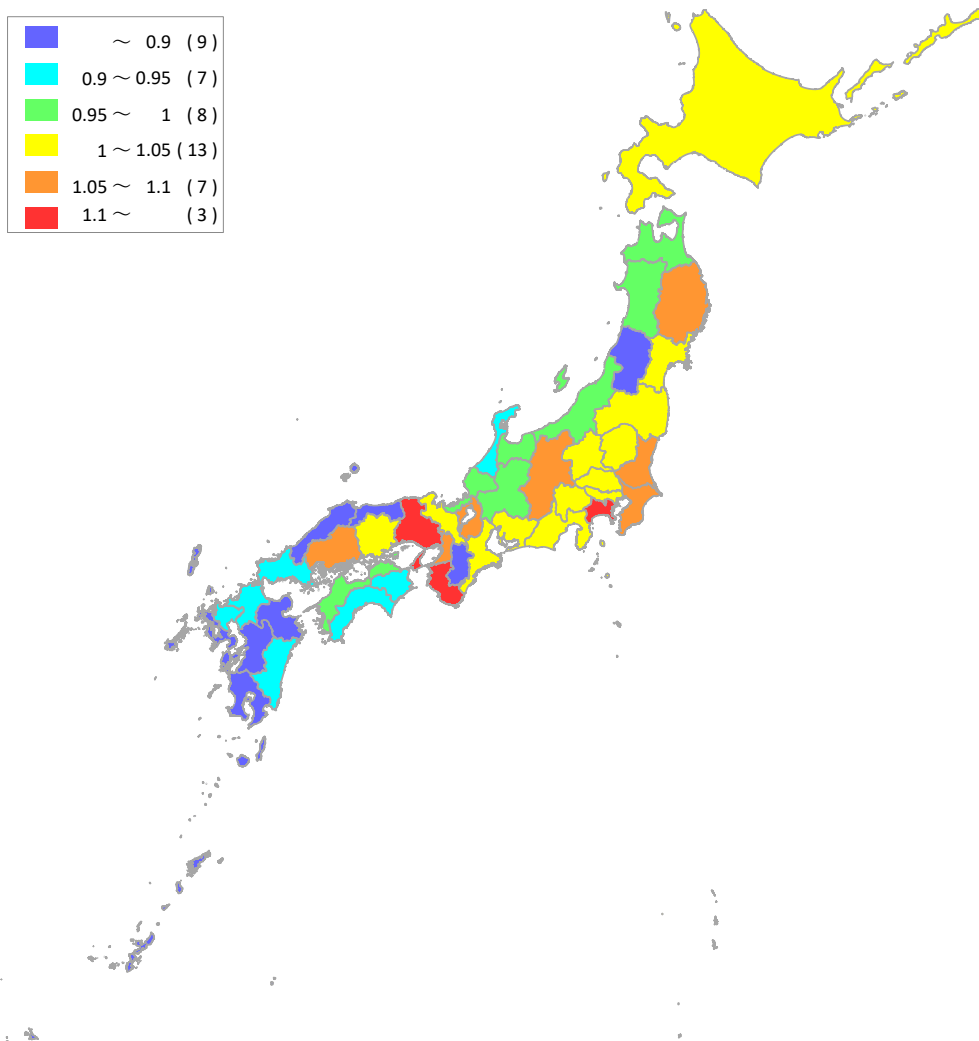 ～ 0.9 ( 9 )
0.9 ～ 0.95 ( 7 )
0.95 ～ 1 ( 8 )
1 ～ 1.05 ( 13 )
1.05 ～ 1.1 ( 7 )
1.1 ～ ( 3 )